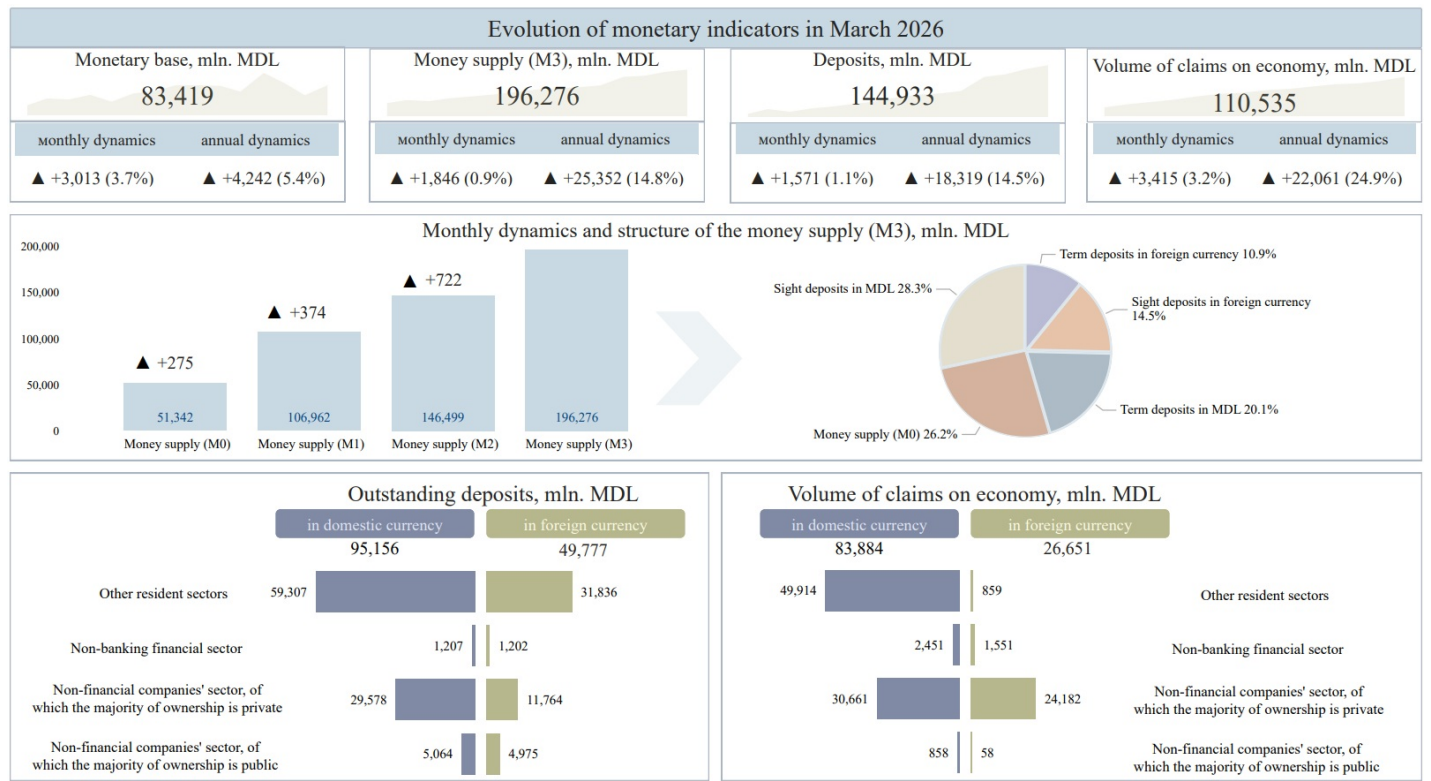 Evolution of monetary indicators in March 2026
Monetary base, mln. MDL
83,419
мonthly dynamics annual dynamics
▲ +3,013 (3.7%) ▲ +4,242 (5.4%)
Money supply (M3), mln. MDL
196,276
мonthly dynamics annual dynamics
▲ +1,846 (0.9%) ▲ +25,352 (14.8%)
Deposits, mln. MDL
144,933
мonthly dynamics annual dynamics
▲ +1,571 (1.1%) ▲ +18,319 (14.5%)
Volume of claims on economy, mln. MDL
110,535
мonthly dynamics annual dynamics
▲ +3,415 (3.2%) ▲ +22,061 (24.9%)
Monthly dynamics and structure of the money supply (M3), mln. MDL
200,000
150,000
100,000
50,000
0
▲ +275
▲ +374
▲ +722
51,342 106,962 146,499 196,276
Money supply (M0) Money supply (M1) Money supply (M2) Money supply (M3)
Term deposits in foreign currency 10.9%
Sight deposits in foreign currency
14.5%
Term deposits in MDL 20.1%
Money supply (M0) 26.2%
Sight deposits in MDL 28.3%
Outstanding deposits, mln. MDL
in domestic currency in foreign currency
95,156 49,777
Other resident sectors 59,307 31,836
Non-banking financial sector 1,207 1,202
Non-financial companies' sector, of
which the majority of ownership is private
29,578 11,764
Non-financial companies' sector, of
which the majority of ownership is public
5,064 4,975
Volume of claims on economy, mln. MDL
in domestic currency in foreign currency
83,884 26,651
49,914 859 Other resident sectors
2,451 1,551 Non-banking financial sector
30,661 24,182
Non-financial companies' sector, of
which the majority of ownership is private
858 58
Non-financial companies' sector, of
which the majority of ownership is public